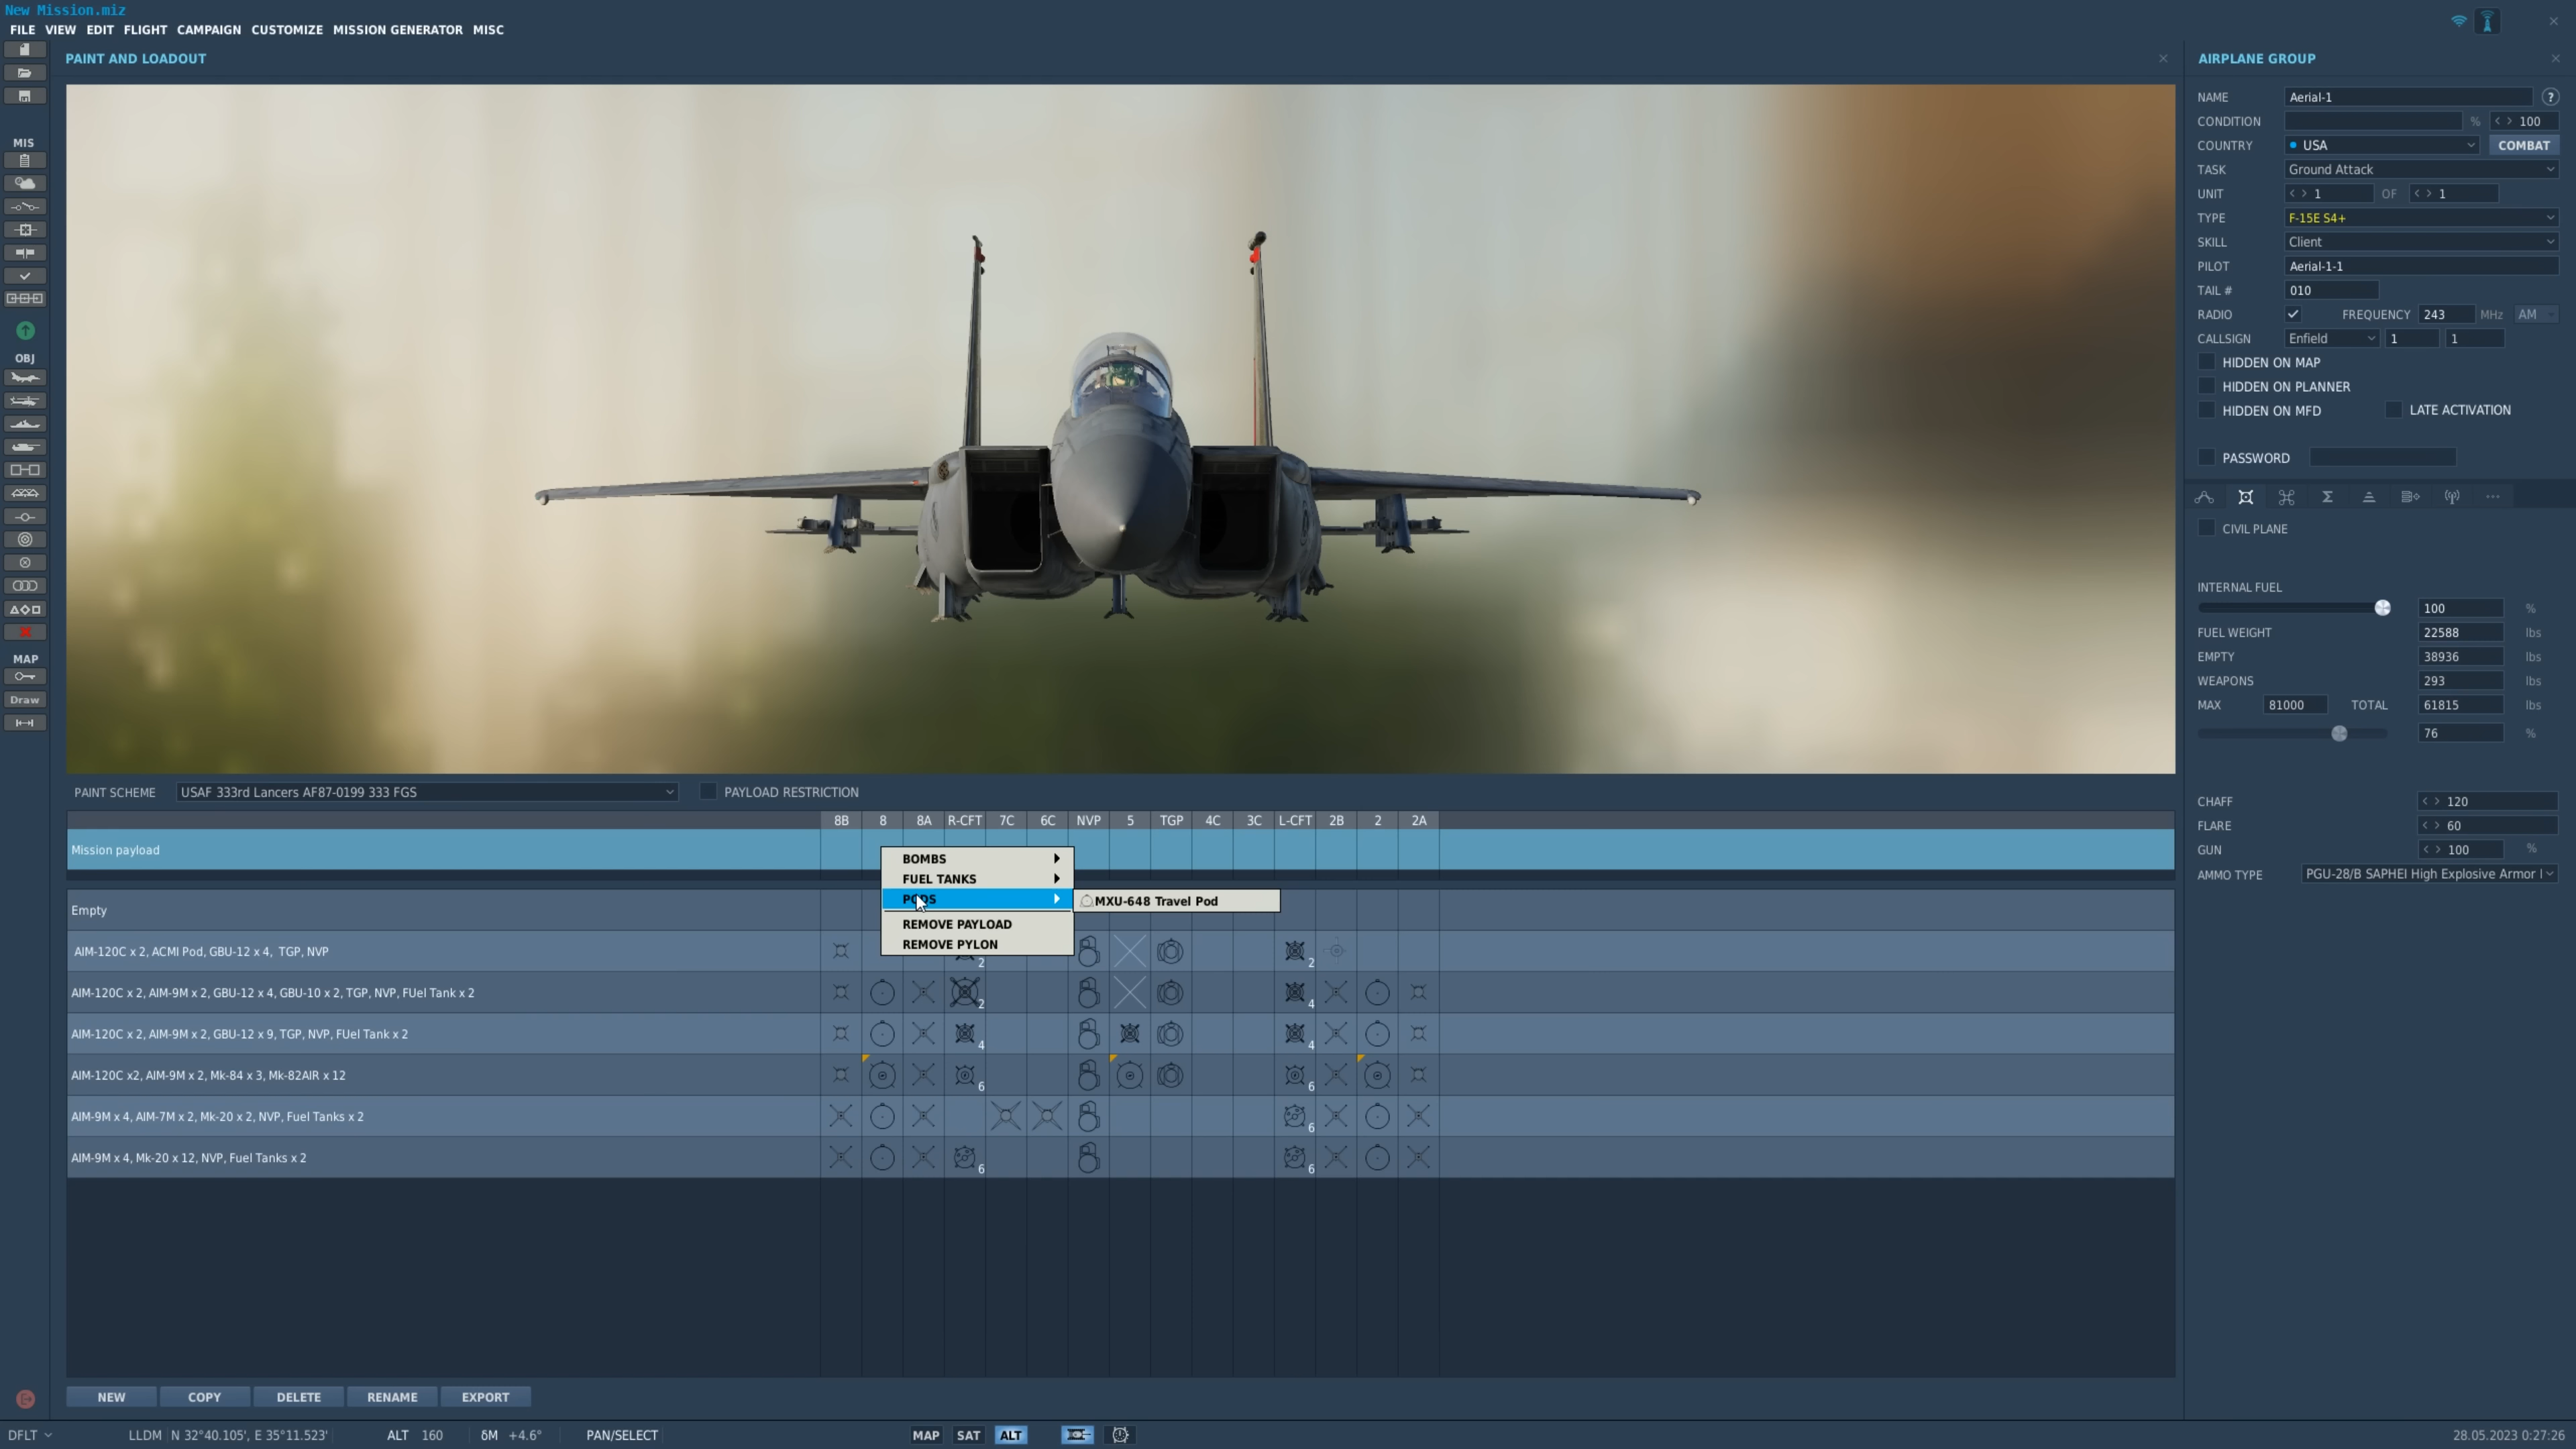 New Mission.miz
FILE VIEW EDIT FLIGHT CAMPAIGN CUSTOMIZE MISSION GENERATOR MISC
PAINT AND LOADOUT
AIRPLANE GROUP
NAME Aerial-1 ?
CONDITION % < > 100
COUNTRY USA COMBAT
TASK Ground Attack
UNIT < > 1 OF < > 1
TYPE F-15E S4+
SKILL Client
PILOT Aerial-1-1
TAIL # 010
RADIO FREQUENCY 243 MHz AM
CALLSIGN Enfield 1 1
HIDDEN ON MAP
HIDDEN ON PLANNER
HIDDEN ON MFD LATE ACTIVATION
PASSWORD
CIVIL PLANE
INTERNAL FUEL
100 %
FUEL WEIGHT 22588 lbs
EMPTY 38936 lbs
WEAPONS 293 lbs
MAX 81000 TOTAL 61815 lbs
76 %
CHAFF < > 120
FLARE < > 60
GUN < > 100 %
AMMO TYPE PGU-28/B SAPHEI High Explosive Armor I
MIS
OBJ
MAP
Draw
PAINT SCHEME USAF 333rd Lancers AF87-0199 333 FGS PAYLOAD RESTRICTION
8B 8 8A R-CFT 7C 6C NVP 5 TGP 4C 3C L-CFT 2B 2 2A
Mission payload
BOMBS
FUEL TANKS
PODS
MXU-648 Travel Pod
REMOVE PAYLOAD
REMOVE PYLON
Empty
AIM-120C x 2, ACMI Pod, GBU-12 x 4, TGP, NVP 2 2
AIM-120C x 2, AIM-9M x 2, GBU-12 x 4, GBU-10 x 2, TGP, NVP, FUel Tank x 2 2 4
AIM-120C x 2, AIM-9M x 2, GBU-12 x 9, TGP, NVP, FUel Tank x 2 4 4
AIM-120C x2, AIM-9M x 2, Mk-84 x 3, Mk-82AIR x 12 6 6
AIM-9M x 4, AIM-7M x 2, Mk-20 x 2, NVP, Fuel Tanks x 2 6
AIM-9M x 4, Mk-20 x 12, NVP, Fuel Tanks x 2 6 6
NEW COPY DELETE RENAME EXPORT
DFLT LLDM N 32°40.105', E 35°11.523' ALT 160 δM +4.6° PAN/SELECT MAP SAT ALT 28.05.2023 0:27:26